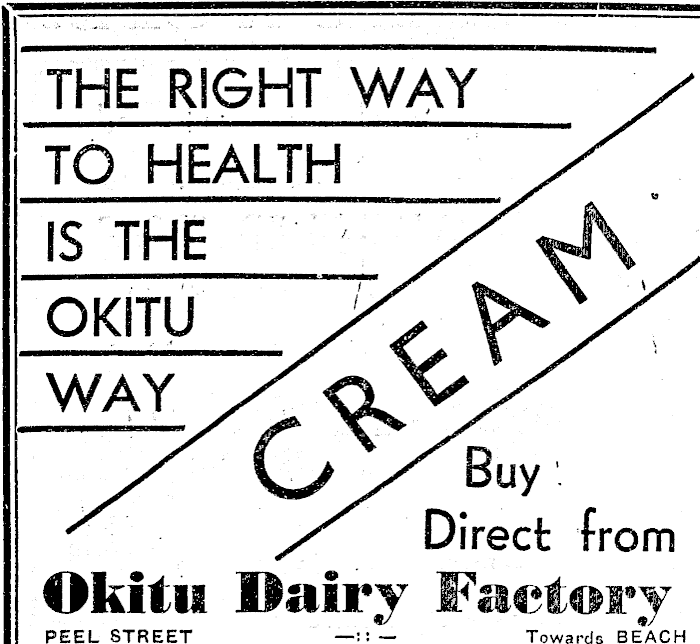 THE RIGHT WAY
TO HEALTH
IS THE
OKITU
WAY
CREAM
Buy
Direct from
Okitu Dairy Factory
PEEL STREET —::— Towards BEACH